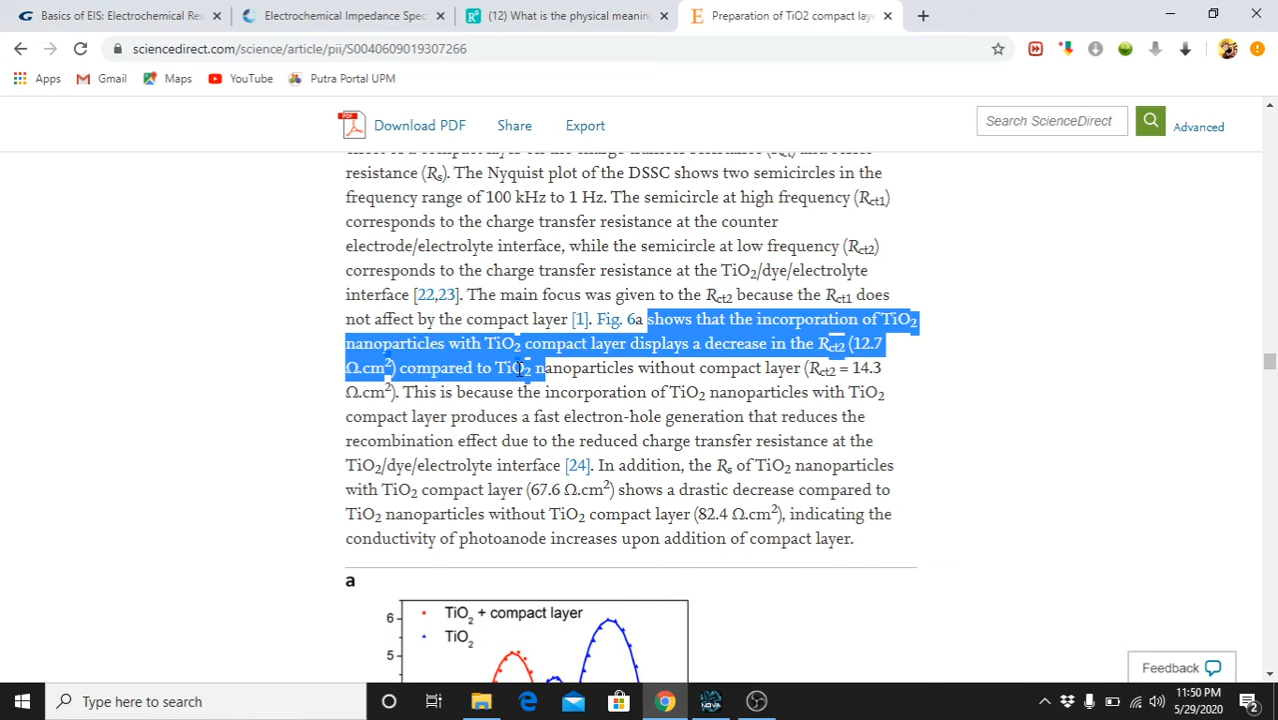 Basics of EIS: Electrochemical Res
Electrochemical Impedance Spec
(12) What is the physical meaning
Preparation of TiO2 compact laye
sciencedirect.com/science/article/pii/S0040609019307266
Apps
Gmail
Maps
YouTube
Putra Portal UPM
PDF
Download PDF
Share
Export
Search ScienceDirect
Advanced
resistance (Rs). The Nyquist plot of the DSSC shows two semicircles in the
frequency range of 100 kHz to 1 Hz. The semicircle at high frequency (Rct1)
corresponds to the charge transfer resistance at the counter
electrode/electrolyte interface, while the semicircle at low frequency (Rct2)
corresponds to the charge transfer resistance at the TiO2/dye/electrolyte
interface [22,23]. The main focus was given to the Rct2 because the Rct1 does
not affect by the compact layer [1]. Fig. 6a shows that the incorporation of TiO2
nanoparticles with TiO2 compact layer displays a decrease in the Rct2 (12.7
Ω.cm2) compared to TiO2 nanoparticles without compact layer (Rct2 = 14.3
Ω.cm2). This is because the incorporation of TiO2 nanoparticles with TiO2
compact layer produces a fast electron-hole generation that reduces the
recombination effect due to the reduced charge transfer resistance at the
TiO2/dye/electrolyte interface [24]. In addition, the Rs of TiO2 nanoparticles
with TiO2 compact layer (67.6 Ω.cm2) shows a drastic decrease compared to
TiO2 nanoparticles without TiO2 compact layer (82.4 Ω.cm2), indicating the
conductivity of photoanode increases upon addition of compact layer.
a
TiO2 + compact layer
TiO2
6
5
Feedback
Type here to search
NOVA
11:50 PM
5/29/2020
2